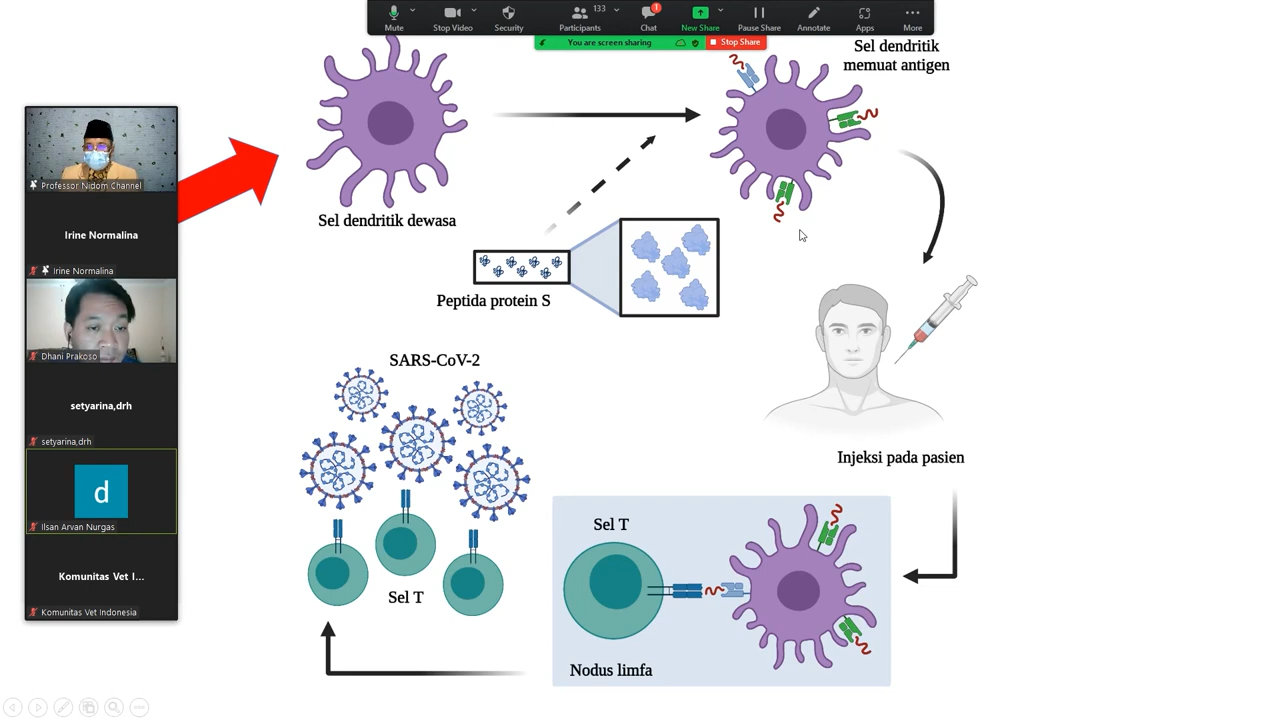 Mute
Stop Video
Security
133
Participants
1
Chat
New Share
Pause Share
Annotate
Apps
More
You are screen sharing
Stop Share
Sel dendritik
memuat antigen
Professor Nidom Channel
Irine Normalina
Irine Normalina
Dhani Prakoso
setyarina,drh
setyarina,drh
d
Ilsan Arvan Nurgas
Komunitas Vet I...
Komunitas Vet Indonesia
Sel dendritik dewasa
Peptida protein S
SARS-CoV-2
Injeksi pada pasien
Sel T
Sel T
Nodus limfa